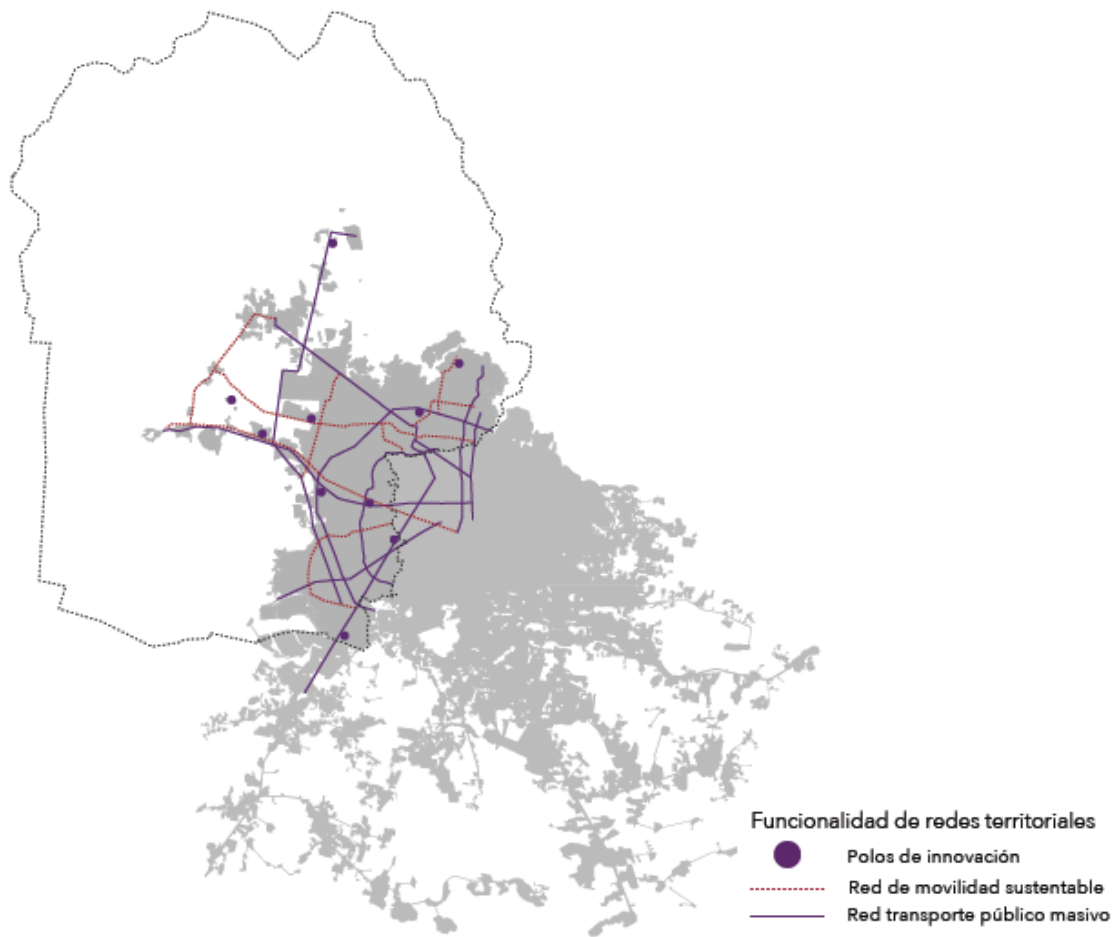 Funcionalidad de redes territoriales
Polos de innovación
Red de movilidad sustentable
Red transporte público masivo